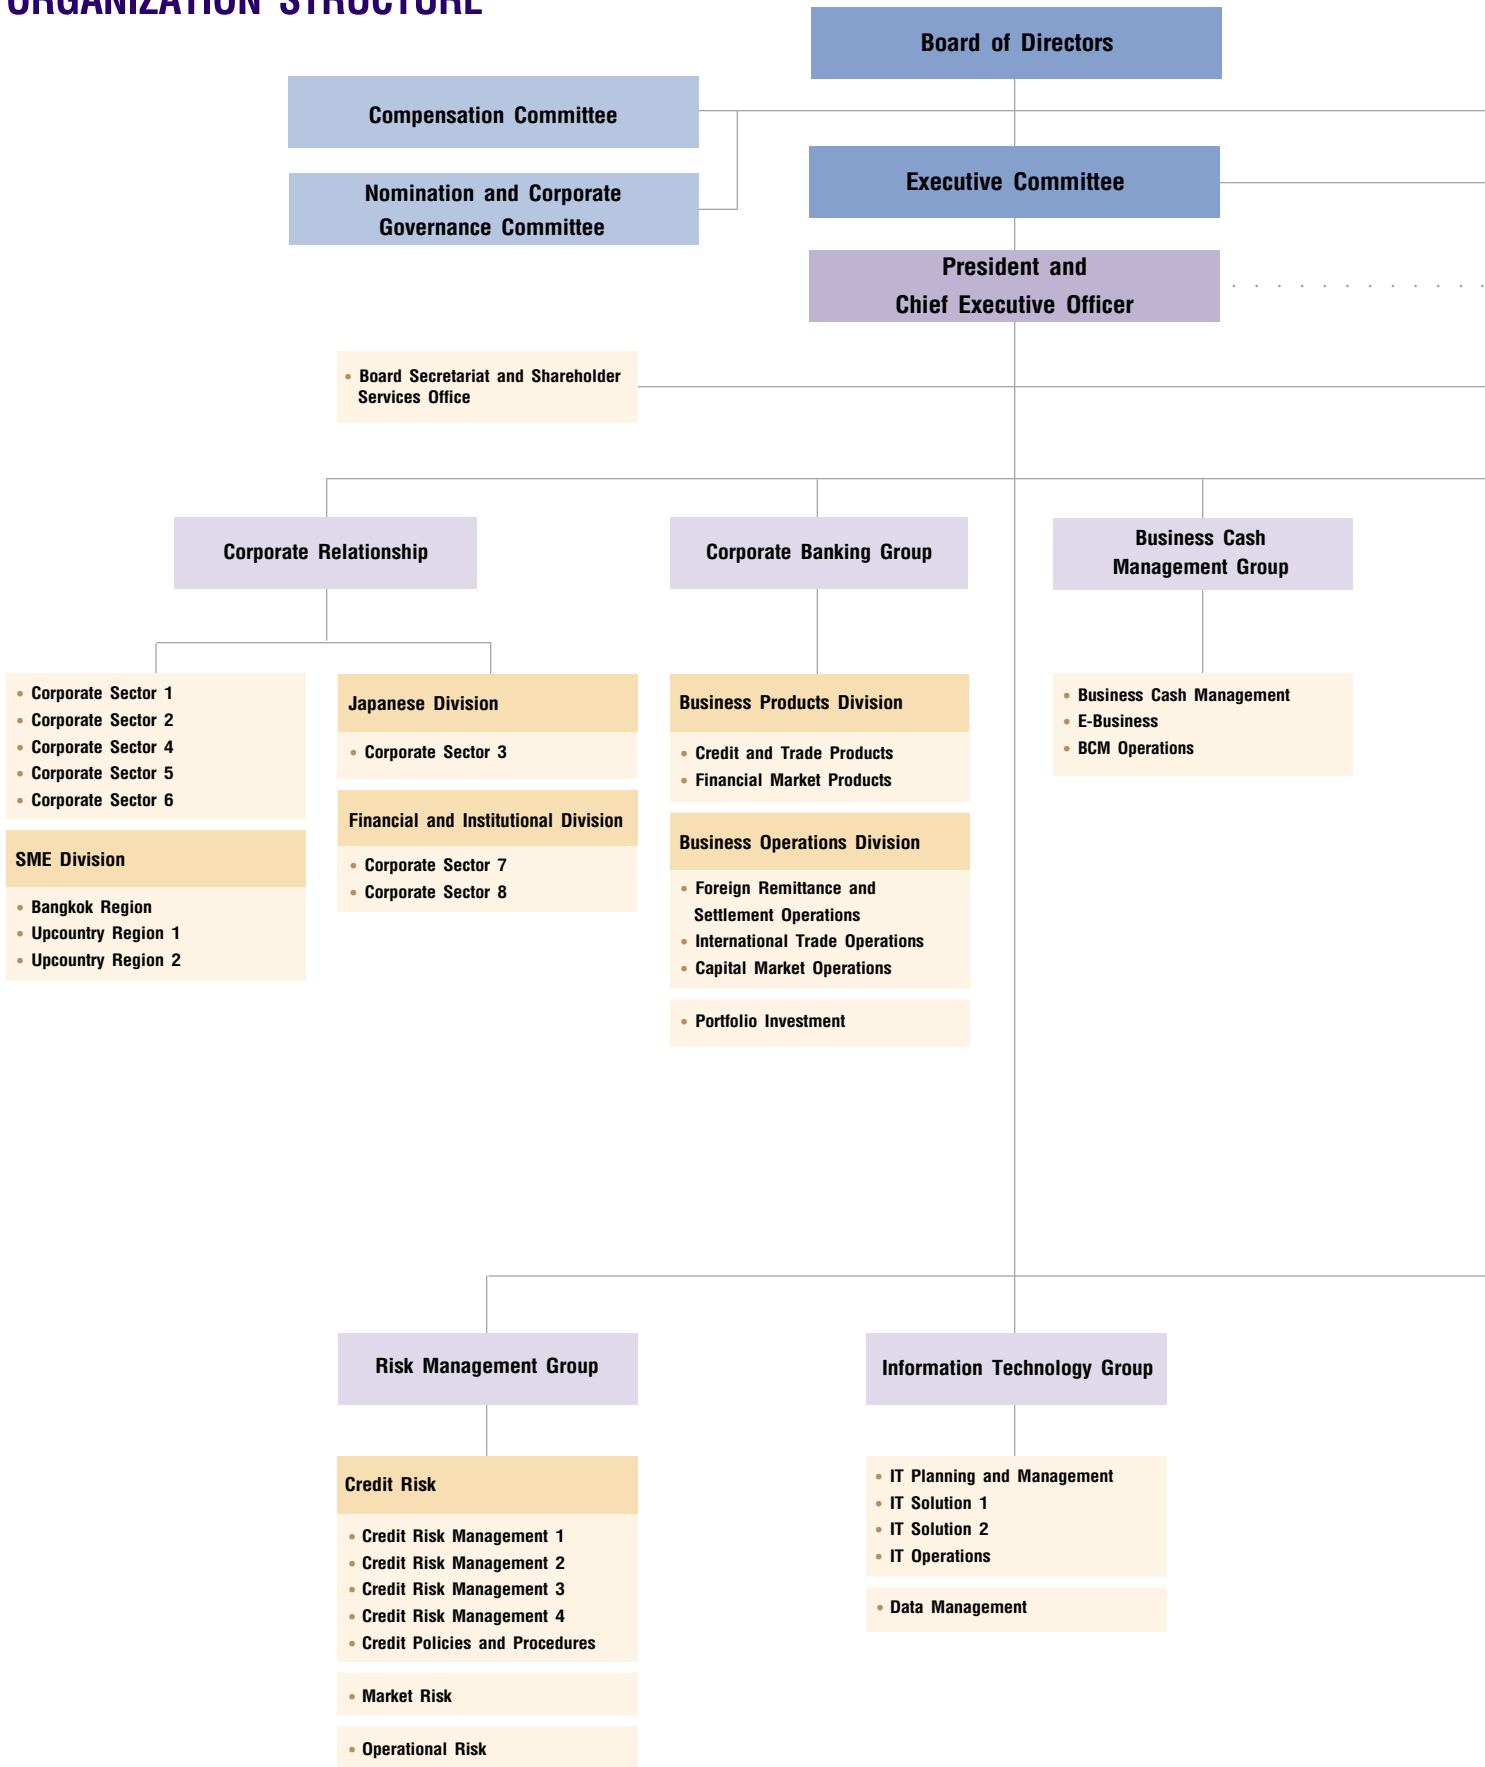 ORGANIZATION STRUCTURE
Board of Directors
Compensation Committee
Nomination and Corporate
Governance Committee
Executive Committee
President and
Chief Executive Officer
• Board Secretariat and Shareholder
Services Office
Corporate Relationship
Corporate Banking Group
Business Cash
Management Group
• Corporate Sector 1
• Corporate Sector 2
• Corporate Sector 4
• Corporate Sector 5
• Corporate Sector 6
SME Division
• Bangkok Region
• Upcountry Region 1
• Upcountry Region 2
Japanese Division
• Corporate Sector 3
Financial and Institutional Division
• Corporate Sector 7
• Corporate Sector 8
Business Products Division
• Credit and Trade Products
• Financial Market Products
Business Operations Division
• Foreign Remittance and
Settlement Operations
• International Trade Operations
• Capital Market Operations
• Portfolio Investment
• Business Cash Management
• E-Business
• BCM Operations
Risk Management Group
Information Technology Group
Credit Risk
• Credit Risk Management 1
• Credit Risk Management 2
• Credit Risk Management 3
• Credit Risk Management 4
• Credit Policies and Procedures
• Market Risk
• Operational Risk
• IT Planning and Management
• IT Solution 1
• IT Solution 2
• IT Operations
• Data Management